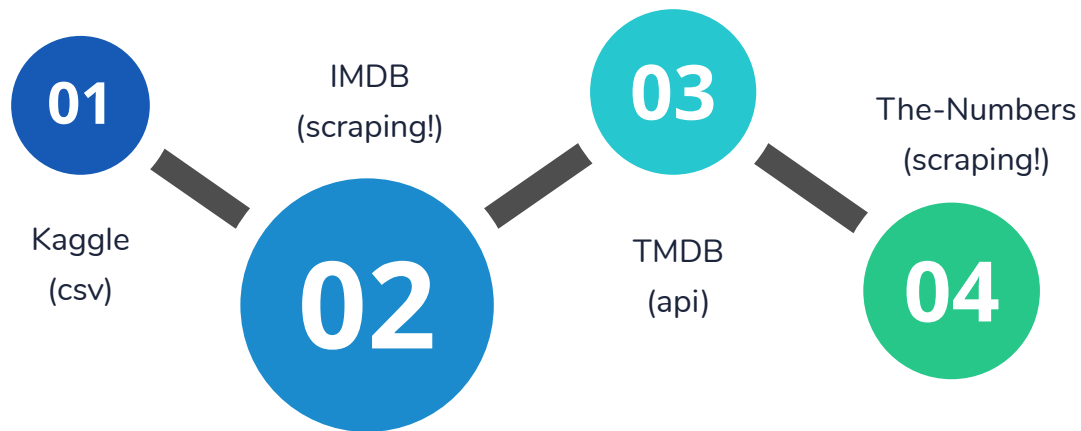 01
Kaggle
(csv)
IMDB
(scraping!)
02
03
TMDB
(api)
The-Numbers
(scraping!)
04